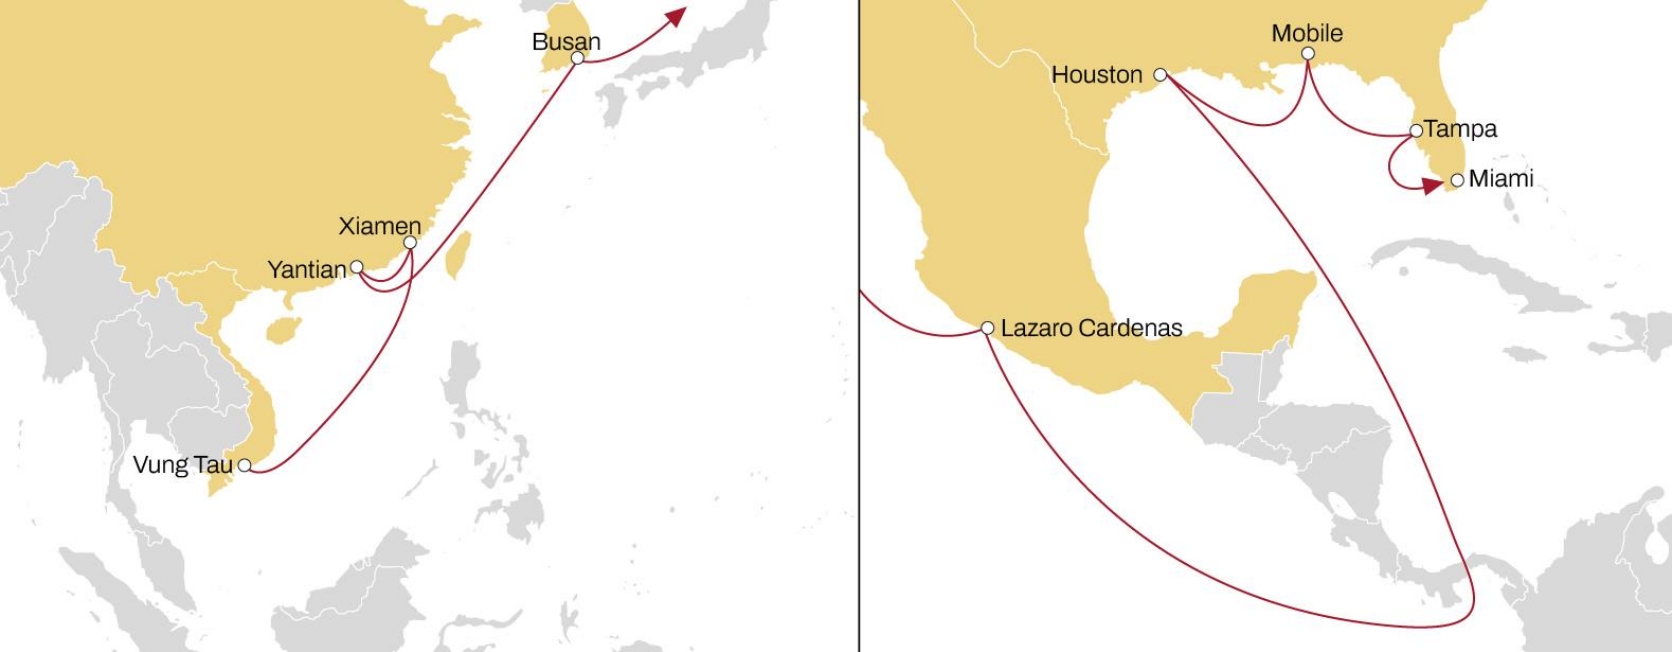 Busan
Xiamen
Yantian
Vung Tau
Mobile
Houston
Tampa
Miami
Lazaro Cardenas